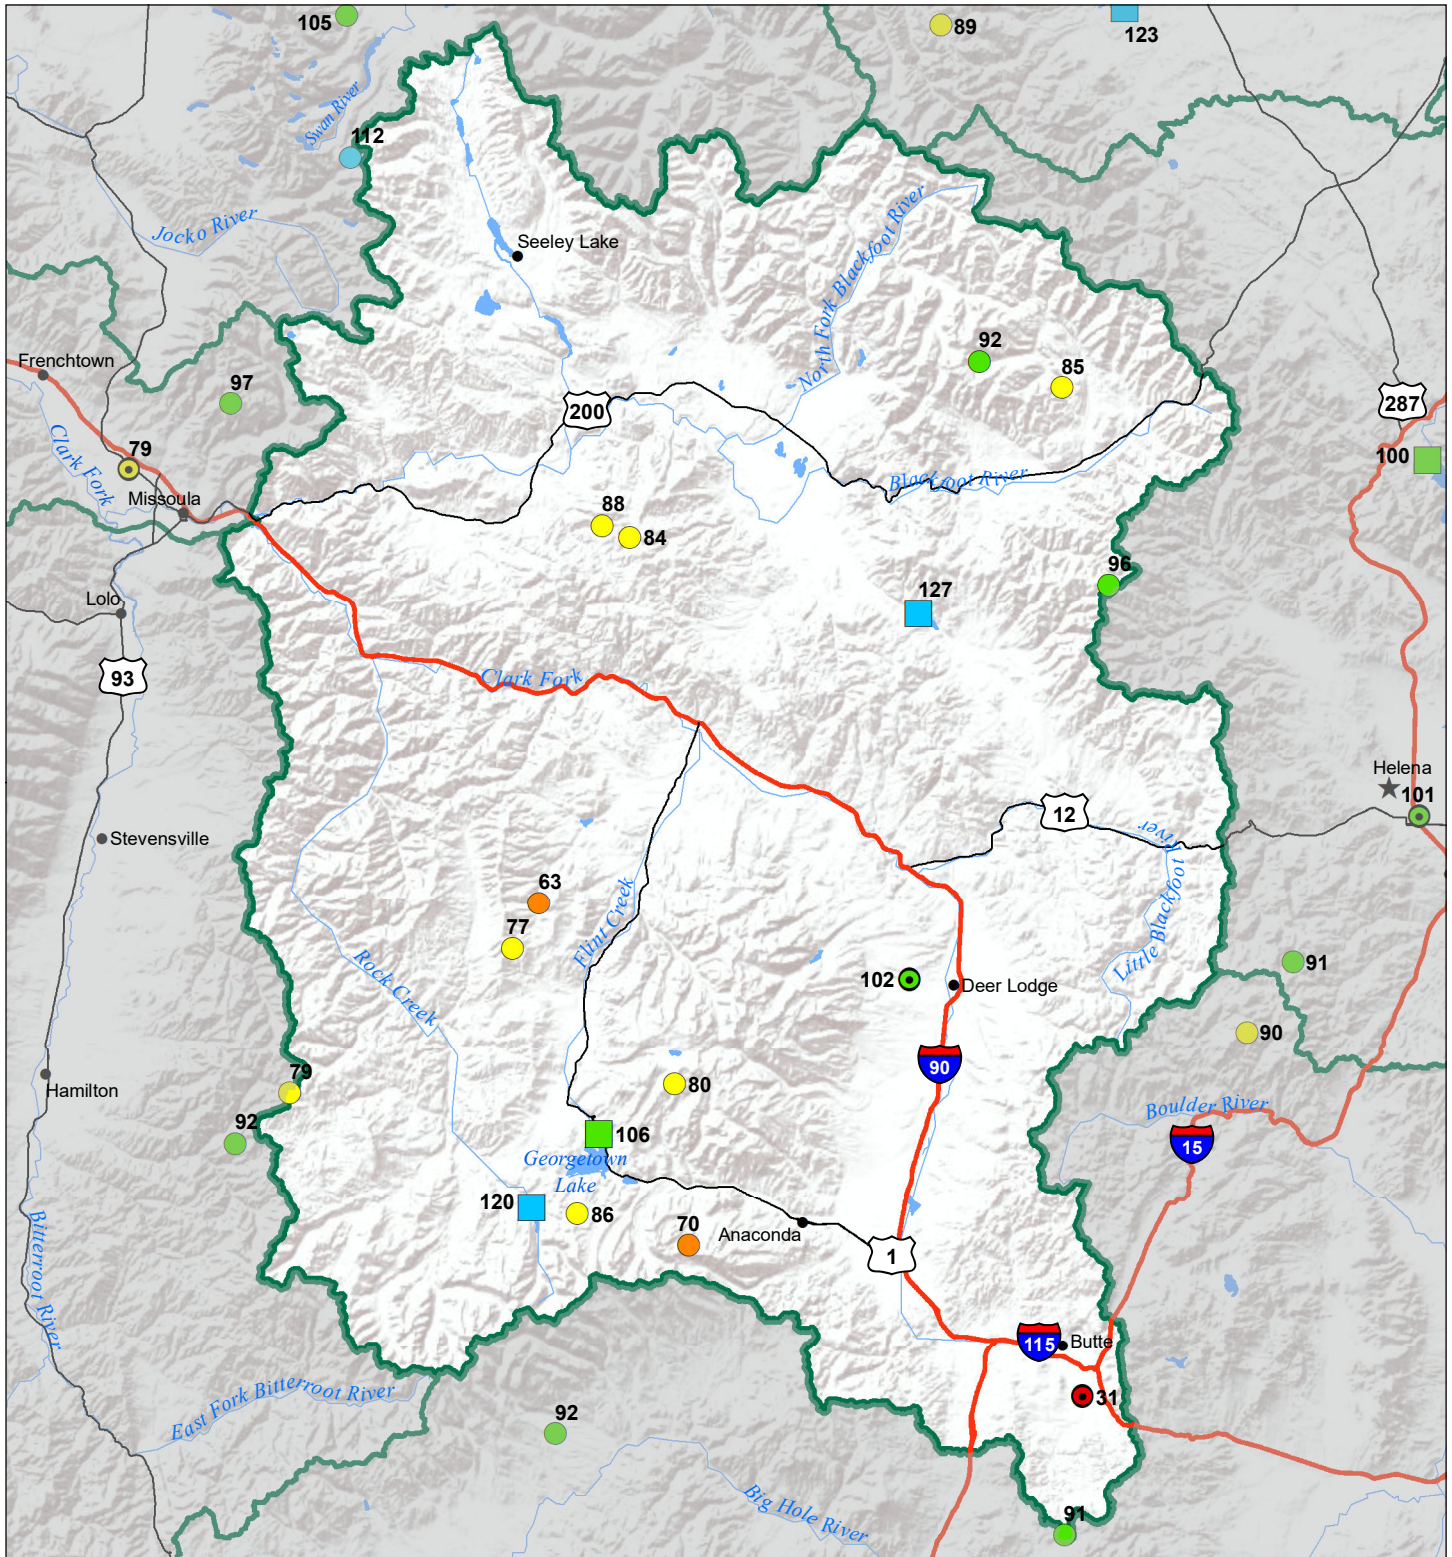 105
89
123
Swan River
112
Jocko River
Seeley Lake
North Fork Blackfoot River
Frenchtown
92
85
97
200
287
79
Clark Fork
100
Blackfoot River
Missoula
88
84
96
127
Lolo
93
Clark Fork
Helena
101
12
Stevensville
Little Blackfoot River
63
Flint Creek
77
Rock Creek
102
Deer Lodge
91
90
90
Hamilton
79
80
Boulder River
92
106
15
Georgetown
Lake
120
86
70
Anaconda
Bitterroot River
1
115
Butte
East Fork Bitterroot River
31
92
Big Hole River
91